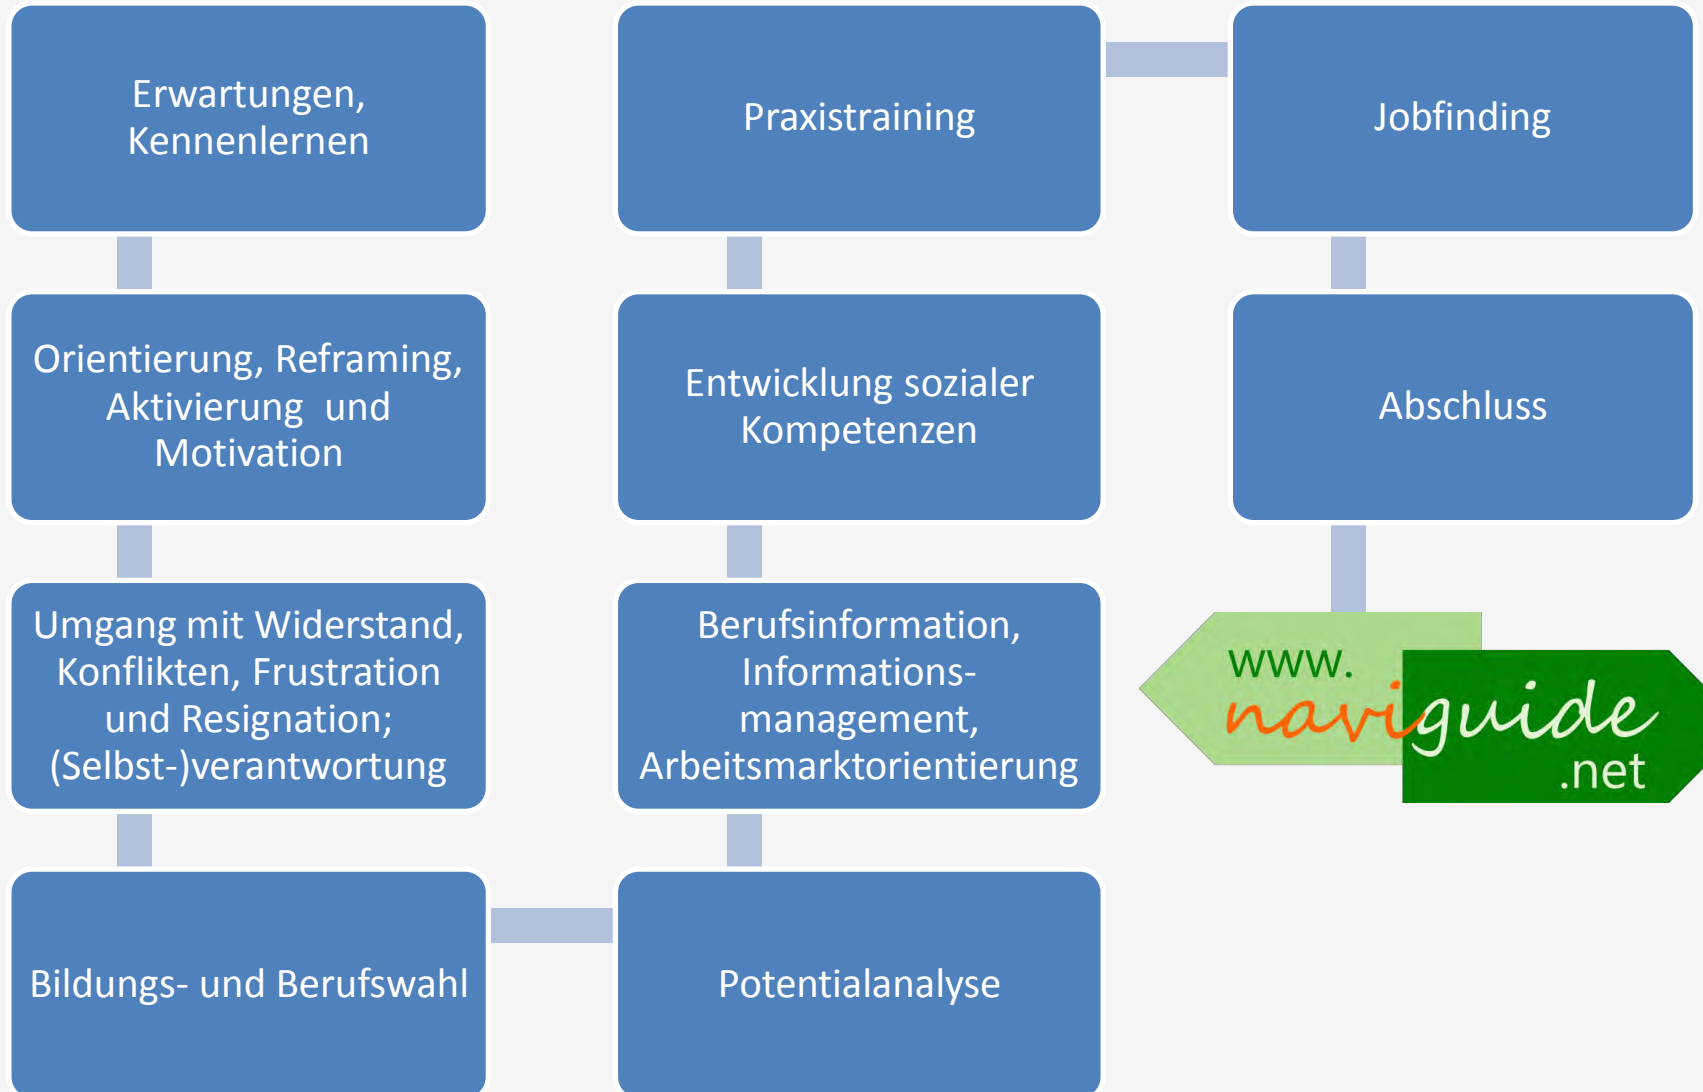 Erwartungen,
Kennenlernen
Orientierung, Reframing,
Aktivierung  und
Motivation
Umgang mit Widerstand,
Konflikten, Frustration
und Resignation;
(Selbst-)verantwortung
Bildungs- und Berufswahl
Potentialanalyse
Berufsinformation,
Informations-
management,
Arbeitsmarktorientierung
Entwicklung sozialer
Kompetenzen
Praxistraining
Jobfinding
Abschluss
www.
naviguide
.net